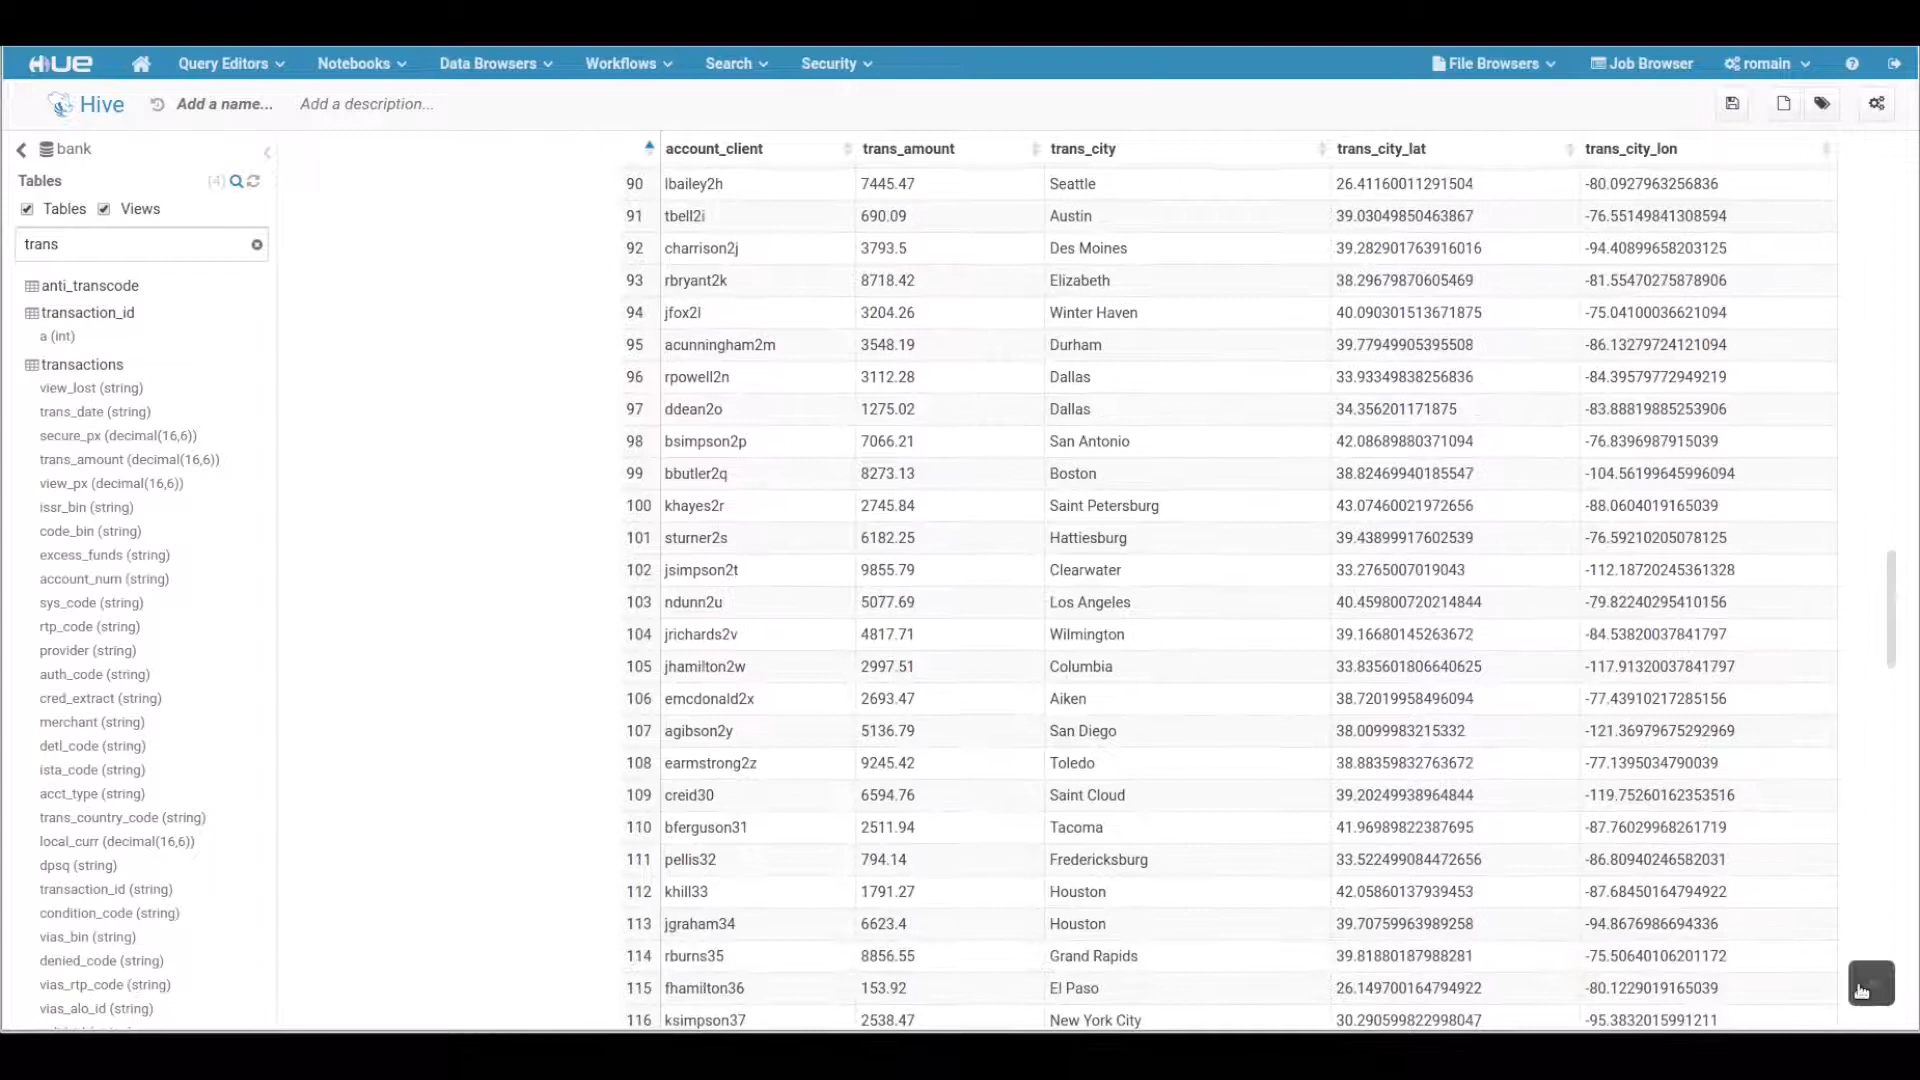 HUE Query Editors Notebooks Data Browsers Workflows Search Security File Browsers Job Browser romain
Hive Add a name... Add a description...
bank
Tables (4)
Tables Views
trans
anti_transcode
transaction_id
a (int)
transactions
view_lost (string)
trans_date (string)
secure_px (decimal(16,6))
trans_amount (decimal(16,6))
view_px (decimal(16,6))
issr_bin (string)
code_bin (string)
excess_funds (string)
account_num (string)
sys_code (string)
rtp_code (string)
provider (string)
auth_code (string)
cred_extract (string)
merchant (string)
detl_code (string)
ista_code (string)
acct_type (string)
trans_country_code (string)
local_curr (decimal(16,6))
dpsq (string)
transaction_id (string)
condition_code (string)
vias_bin (string)
denied_code (string)
vias_rtp_code (string)
vias_alo_id (string)
account_client trans_amount trans_city trans_city_lat trans_city_lon
90 lbailey2h 7445.47 Seattle 26.41160011291504 -80.0927963256836
91 tbell2i 690.09 Austin 39.03049850463867 -76.55149841308594
92 charrison2j 3793.5 Des Moines 39.282901763916016 -94.40899658203125
93 rbryant2k 8718.42 Elizabeth 38.29679870605469 -81.55470275878906
94 jfox2l 3204.26 Winter Haven 40.090301513671875 -75.04100036621094
95 acunningham2m 3548.19 Durham 39.77949905395508 -86.13279724121094
96 rpowell2n 3112.28 Dallas 33.93349838256836 -84.39579772949219
97 ddean2o 1275.02 Dallas 34.356201171875 -83.88819885253906
98 bsimpson2p 7066.21 San Antonio 42.08689880371094 -76.8396987915039
99 bbutler2q 8273.13 Boston 38.82469940185547 -104.56199645996094
100 khayes2r 2745.84 Saint Petersburg 43.07460021972656 -88.0604019165039
101 sturner2s 6182.25 Hattiesburg 39.43899917602539 -76.59210205078125
102 jsimpson2t 9855.79 Clearwater 33.2765007019043 -112.18720245361328
103 ndunn2u 5077.69 Los Angeles 40.459800720214844 -79.82240295410156
104 jrichards2v 4817.71 Wilmington 39.16680145263672 -84.53820037841797
105 jhamilton2w 2997.51 Columbia 33.835601806640625 -117.91320037841797
106 emcdonald2x 2693.47 Aiken 38.72019958496094 -77.43910217285156
107 agibson2y 5136.79 San Diego 38.0099983215332 -121.36979675292969
108 earmstrong2z 9245.42 Toledo 38.88359832763672 -77.1395034790039
109 creid30 6594.76 Saint Cloud 39.20249938964844 -119.75260162353516
110 bferguson31 2511.94 Tacoma 41.96989822387695 -87.76029968261719
111 pellis32 794.14 Fredericksburg 33.522499084472656 -86.80940246582031
112 khill33 1791.27 Houston 42.05860137939453 -87.68450164794922
113 jgraham34 6623.4 Houston 39.70759963989258 -94.8676986694336
114 rburns35 8856.55 Grand Rapids 39.81880187988281 -75.50640106201172
115 fhamilton36 153.92 El Paso 26.149700164794922 -80.1229019165039
116 ksimpson37 2538.47 New York City 30.290599822998047 -95.3832015991211